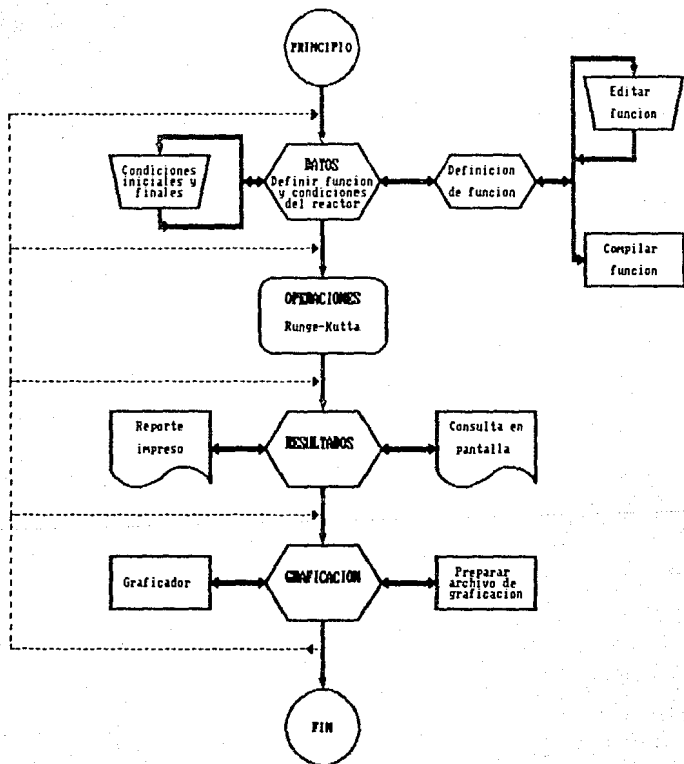 PRINCIPIO
Editar
funcion
Condiciones
iniciales y
finales
DATOS
Definir funcion
y condiciones
del reactor
Definicion
de funcion
Compilar
funcion
OPERACIONES
Runge-Kutta
Reporte
impreso
RESULTADOS
Consulta en
pantalla
Graficador
GRAFICACION
Preparar
archivo de
graficacion
FIN